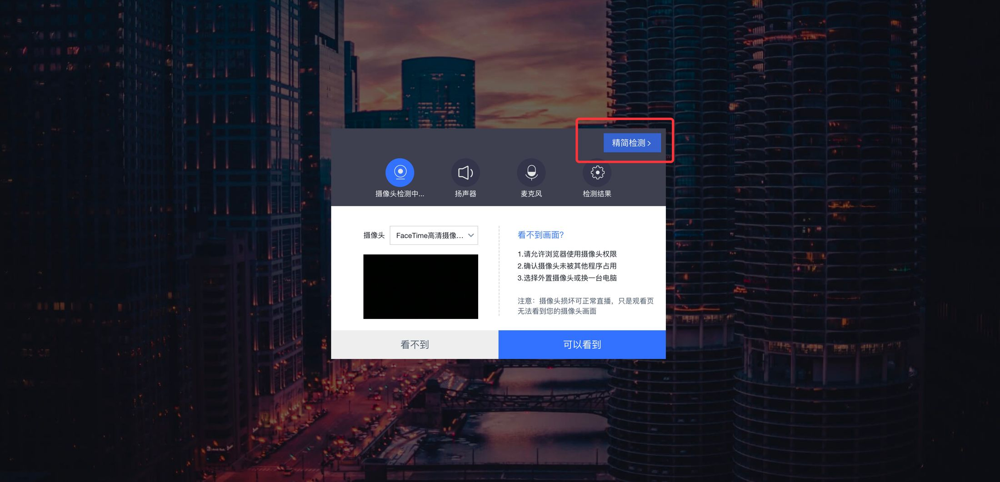 精简检测 >
摄像头检测中...
扬声器
麦克风
检测结果
摄像头
FaceTime高清摄像...
看不到画面?
1.请允许浏览器使用摄像头权限
2.确认摄像头未被其他程序占用
3.选择外置摄像头或换一台电脑
注意：摄像头损坏可正常直播，只是观看页
无法看到您的摄像头画面
看不到
可以看到